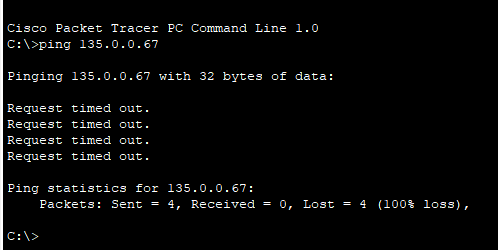 Cisco Packet Tracer PC Command Line 1.0
C:\>ping 135.0.0.67
Pinging 135.0.0.67 with 32 bytes of data:
Request timed out.
Request timed out.
Request timed out.
Request timed out.
Ping statistics for 135.0.0.67:
    Packets: Sent = 4, Received = 0, Lost = 4 (100% loss),
C:\>